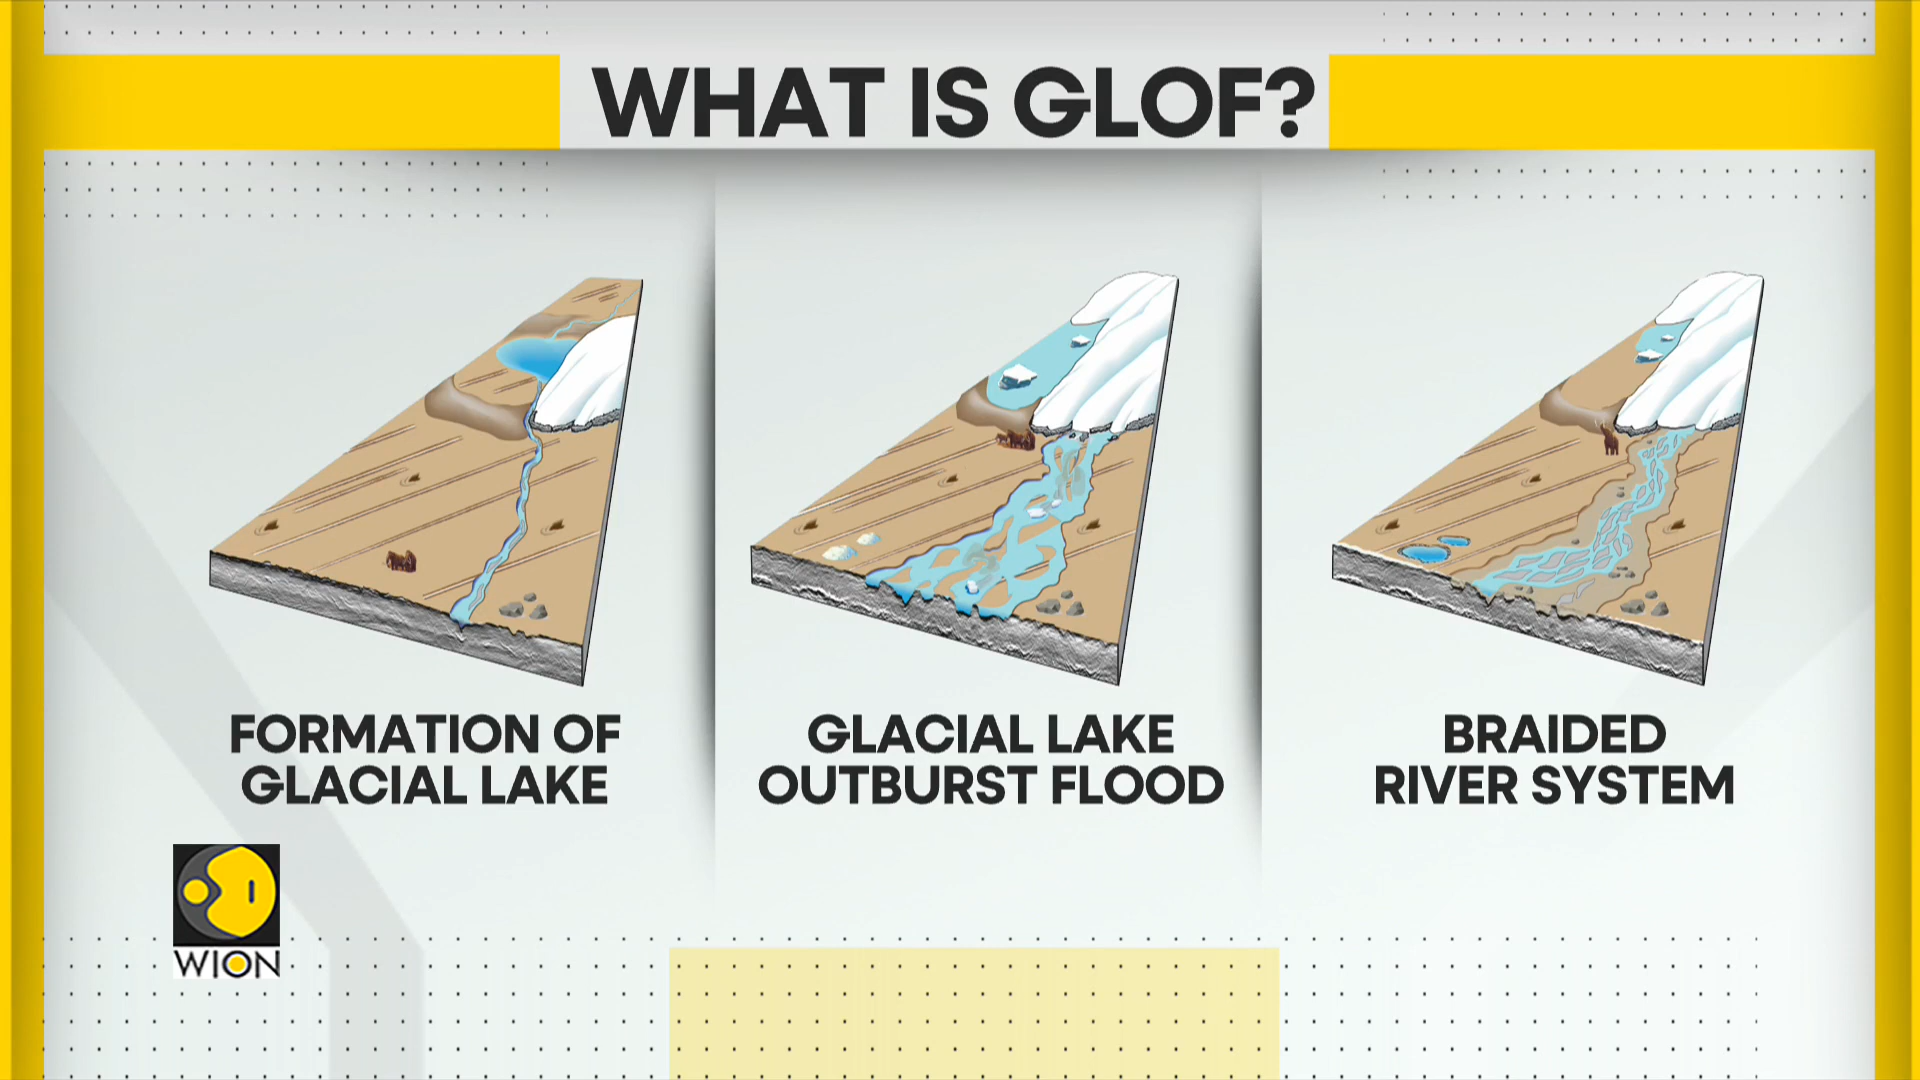 WHAT IS GLOF?
FORMATION OF
GLACIAL LAKE
GLACIAL LAKE
OUTBURST FLOOD
BRAIDED
RIVER SYSTEM
WION